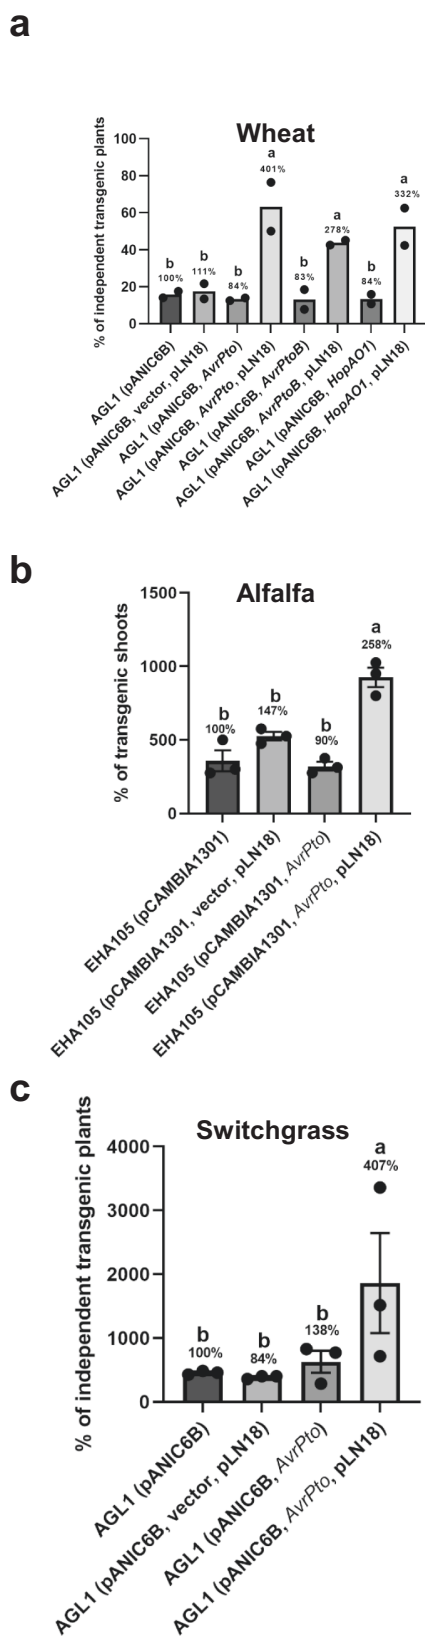 a
Wheat
% of independent transgenic plants
100
80
60
40
20
0
b
100%
b
111%
b
84%
a
401%
b
83%
a
278%
b
84%
a
332%
AGL1 (pANIC6B)
AGL1 (pANIC6B, vector, pLN18)
AGL1 (pANIC6B, AvrPto)
AGL1 (pANIC6B, AvrPto, pLN18)
AGL1 (pANIC6B, AvrPtoB)
AGL1 (pANIC6B, AvrPtoB, pLN18)
AGL1 (pANIC6B, HopAO1)
AGL1 (pANIC6B, HopAO1, pLN18)
b
Alfalfa
% of transgenic shoots
1500
1000
500
0
b
100%
b
147%
b
90%
a
258%
EHA105 (pCAMBIA1301)
EHA105 (pCAMBIA1301, vector, pLN18)
EHA105 (pCAMBIA1301, AvrPto)
EHA105 (pCAMBIA1301, AvrPto, pLN18)
c
Switchgrass
% of independent transgenic plants
4000
3000
2000
1000
0
b
100%
b
84%
b
138%
a
407%
AGL1 (pANIC6B)
AGL1 (pANIC6B, vector, pLN18)
AGL1 (pANIC6B, AvrPto)
AGL1 (pANIC6B, AvrPto, pLN18)